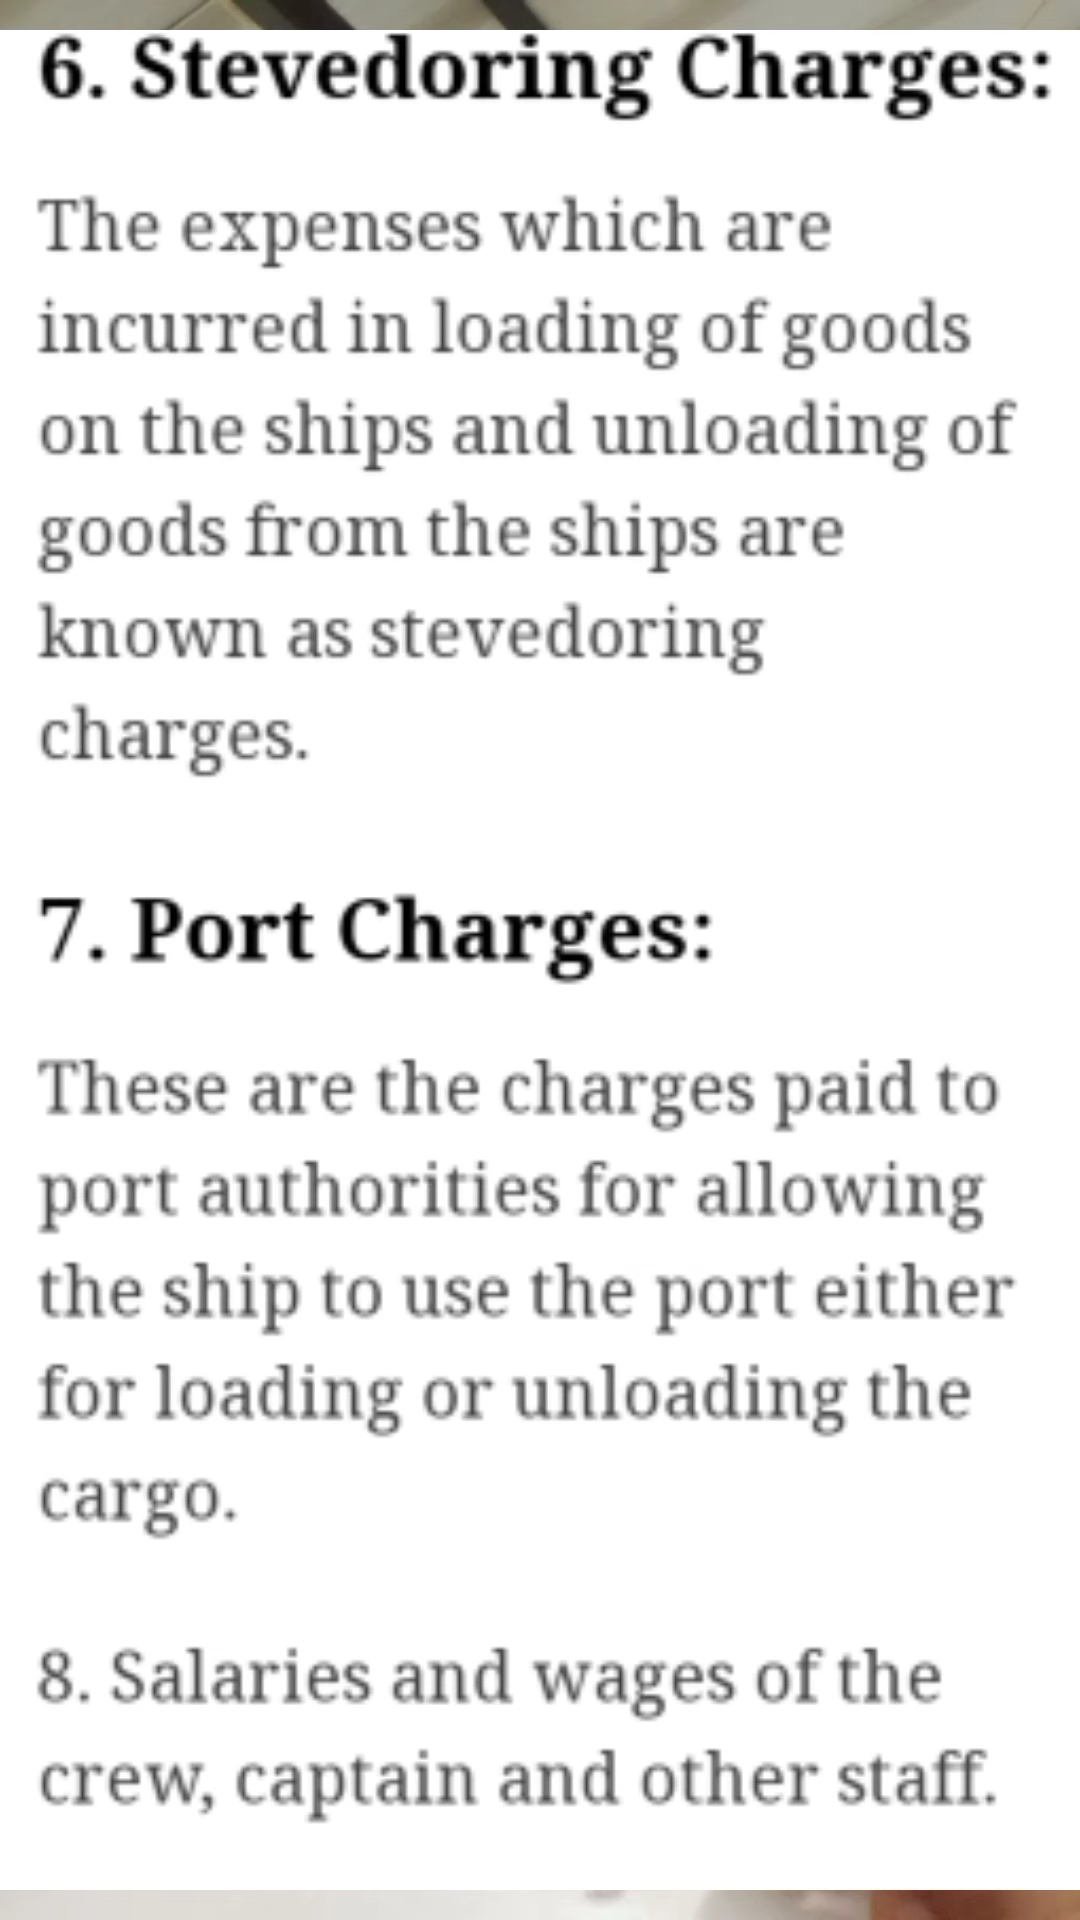 6. Stevedoring Charges:
The expenses which are
incurred in loading of goods
on the ships and unloading of
goods from the ships are
known as stevedoring
charges.
7. Port Charges:
These are the charges paid to
port authorities for allowing
the ship to use the port either
for loading or unloading the
cargo.
8. Salaries and wages of the
crew, captain and other staff.